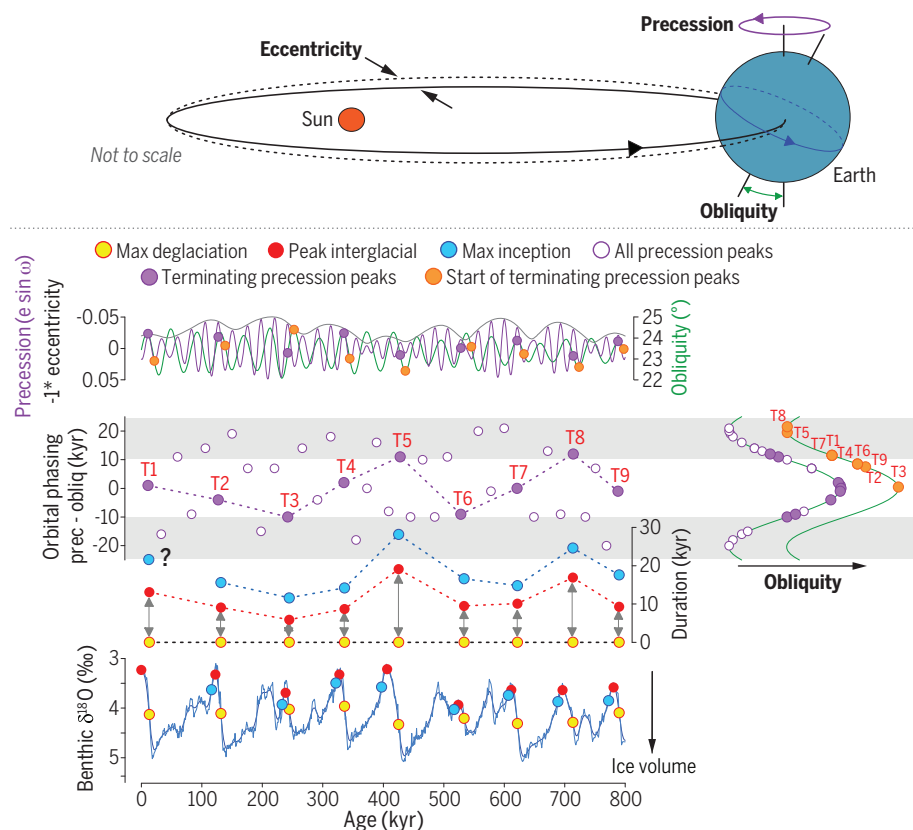 Precession
Eccentricity
Sun
Not to scale
Earth
Obliquity
Max deglaciation Peak interglacial Max inception All precession peaks
Terminating precession peaks Start of terminating precession peaks
Precession (e sin ω)
-1* eccentricity
-0.05
0
0.05
25
24
23
22
Obliquity (°)
Orbital phasing
prec - obliq (kyr)
20
10
0
-10
-20
T1
T2
T3
T4
T5
T6
T7
T8
T9
?
30
20
10
0
Duration (kyr)
T8
T5
T7 T1
T4 T6
T9
T2
T3
Obliquity
Benthic δ18O (‰)
3
4
5
Ice volume
0 100 200 300 400 500 600 700 800
Age (kyr)